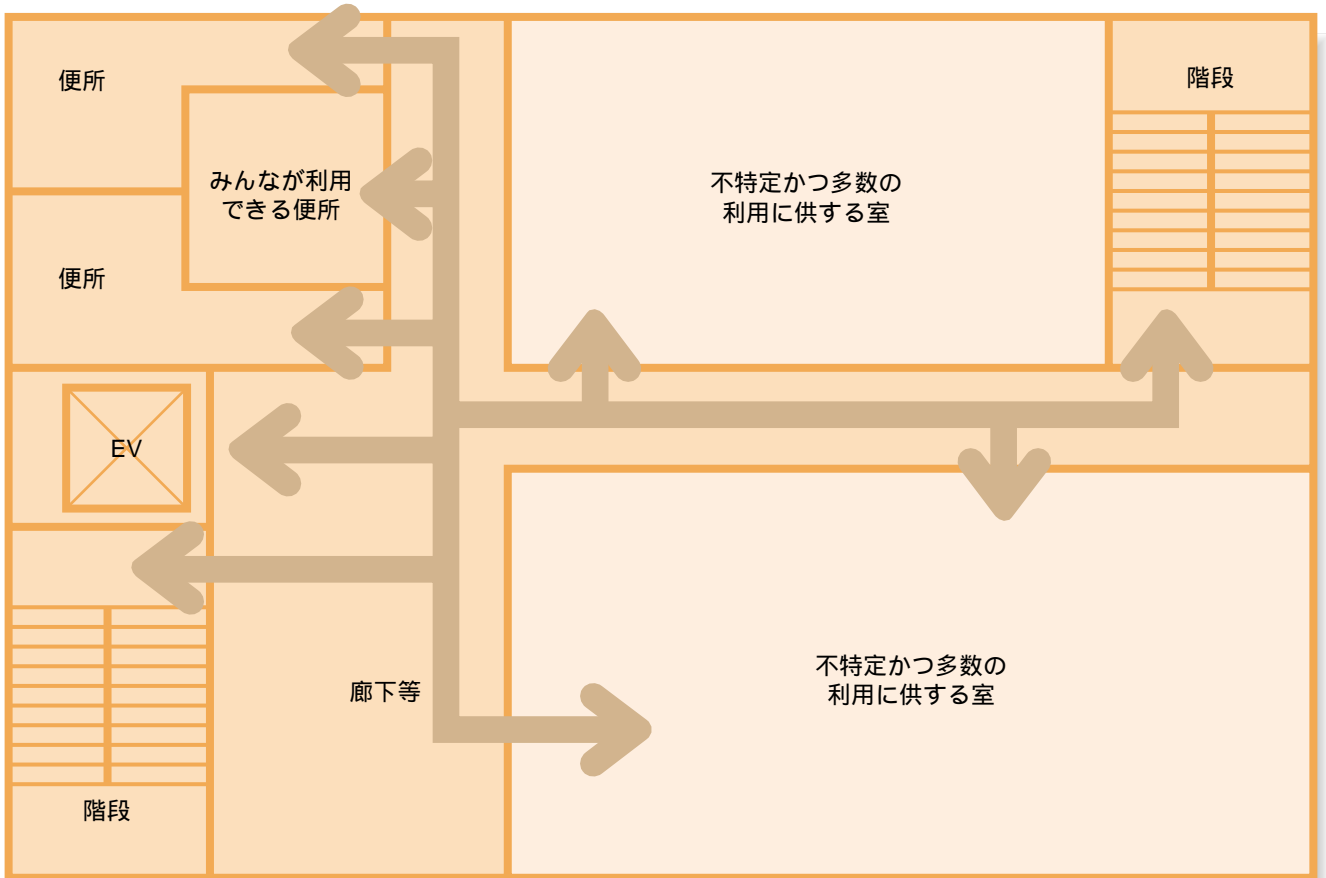 便所
階段
みんなが利用
できる便所
不特定かつ多数の
利用に供する室
便所
EV
不特定かつ多数の
利用に供する室
廊下等
階段